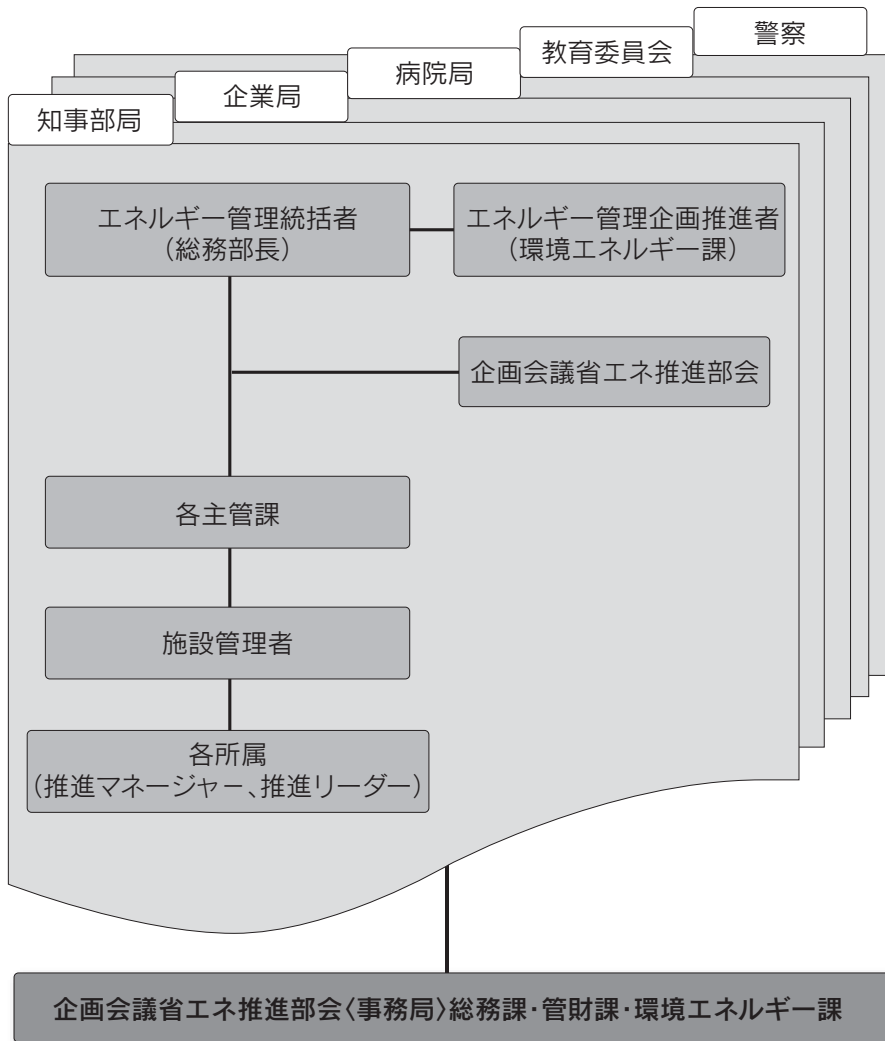 警察
教育委員会
病院局
企業局
知事部局
エネルギー管理統括者
(総務部長)
エネルギー管理企画推進者
(環境エネルギー課)
企画会議省エネ推進部会
各主管課
施設管理者
各所属
(推進マネージャー、推進リーダー)
企画会議省エネ推進部会〈事務局〉総務課・管財課・環境エネルギー課